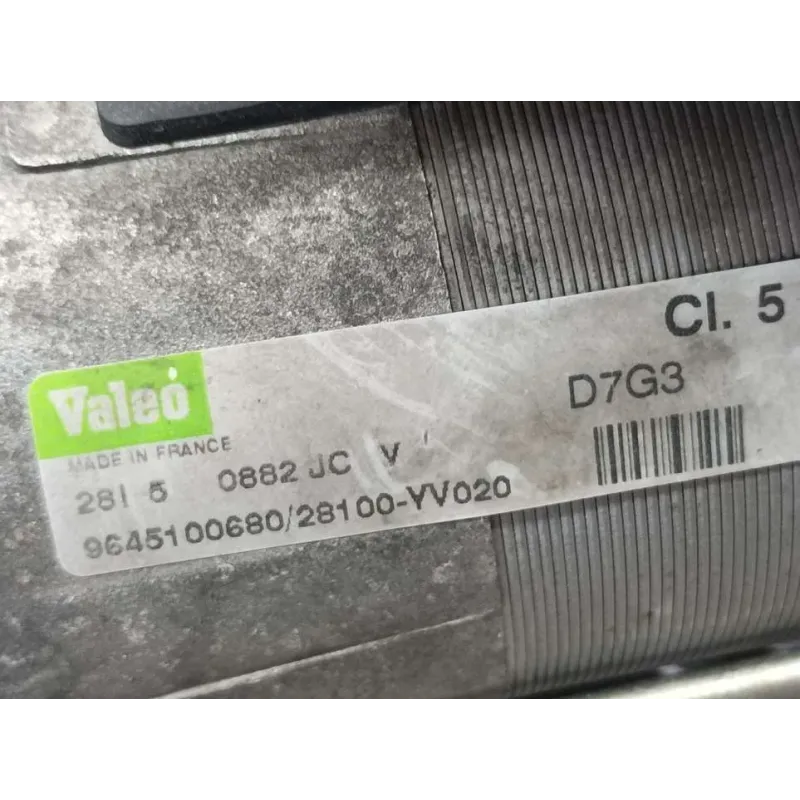 Cl. 5
Valeo
D7G3
MADE IN FRANCE
28I 5 0882 JC V
9645100680/28100-YV020